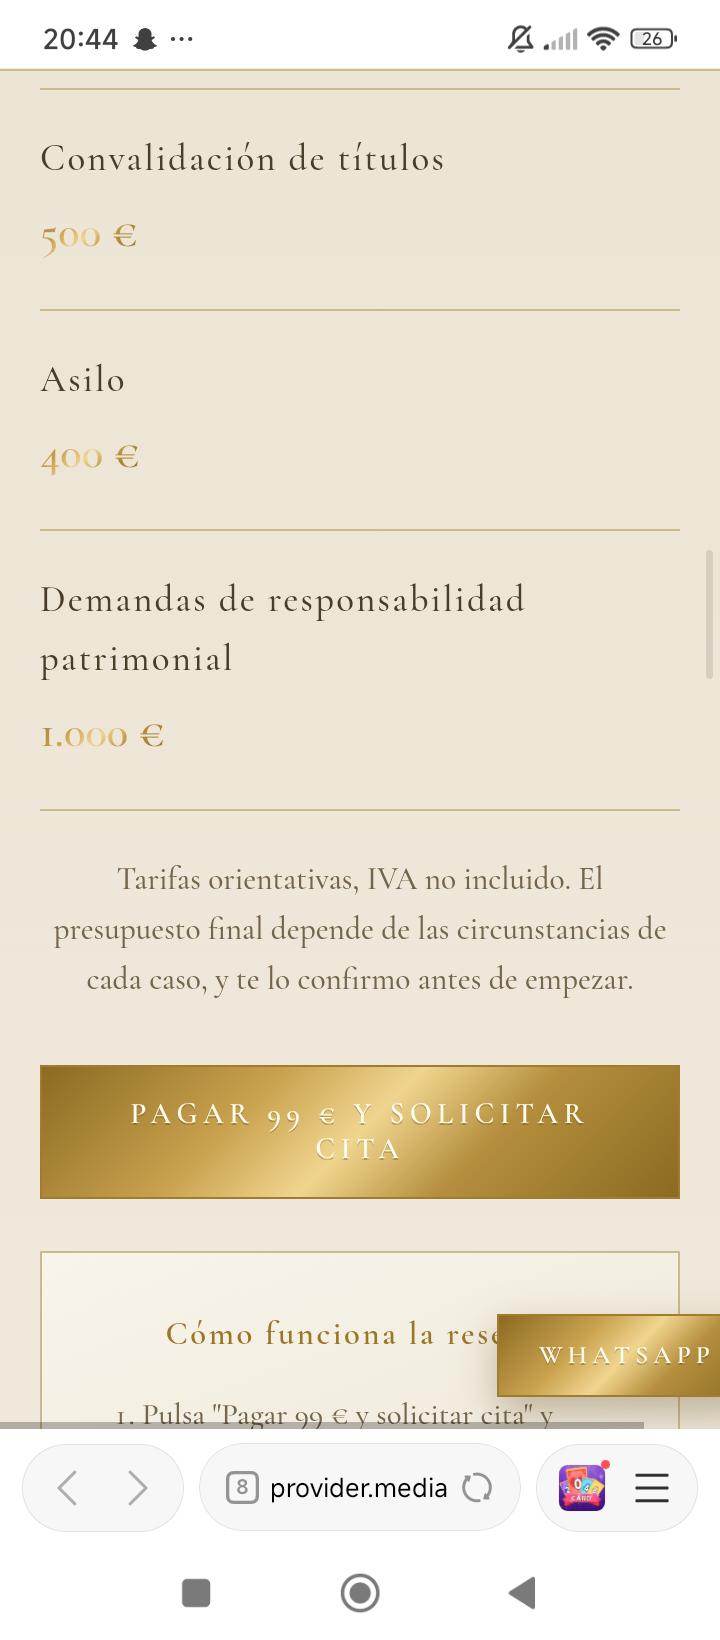 20:44 ...
26
Convalidación de títulos
500 €
Asilo
400 €
Demandas de responsabilidad
patrimonial
1.000 €
Tarifas orientativas, IVA no incluido. El
presupuesto final depende de las circunstancias de
cada caso, y te lo confirmo antes de empezar.
PAGAR 99 € Y SOLICITAR
CITA
Cómo funciona la rese
WHATSAPP
1. Pulsa "Pagar 99 € y solicitar cita" y
8 provider.media